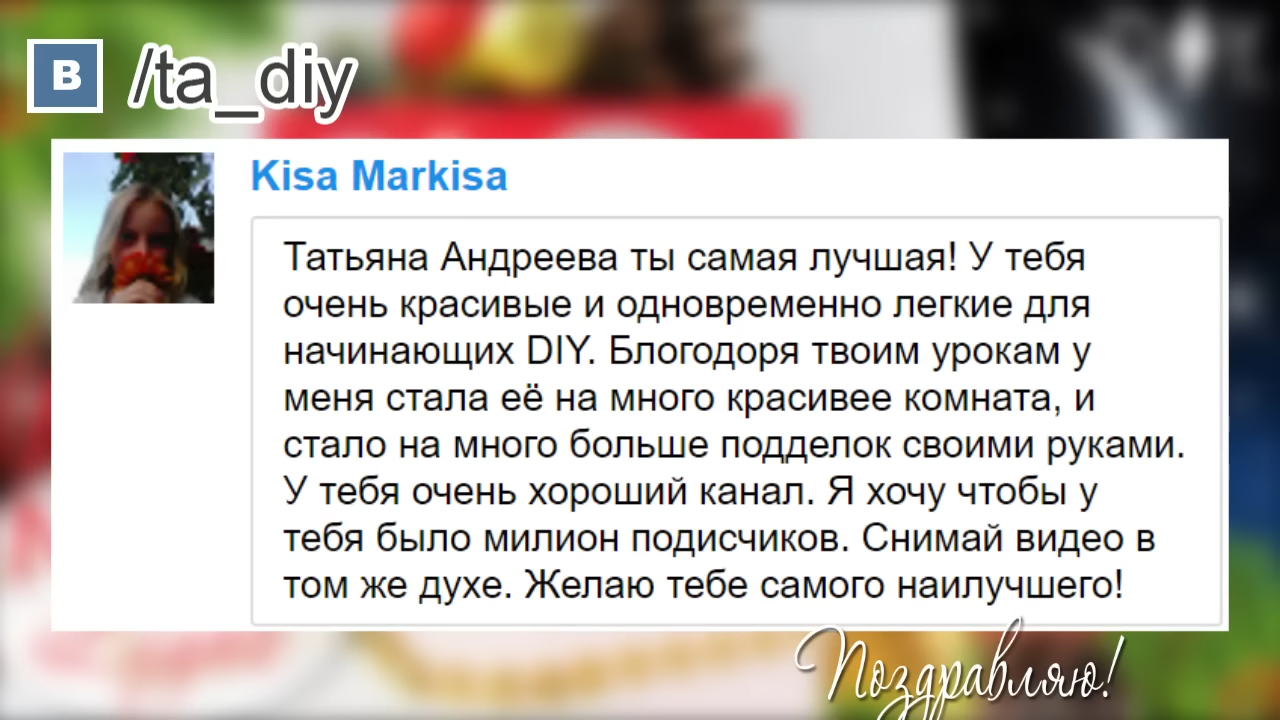 B /ta_diy
Kisa Markisa
Татьяна Андреева ты самая лучшая! У тебя
очень красивые и одновременно легкие для
начинающих DIY. Блогодоря твоим урокам у
меня стала её на много красивее комната, и
стало на много больше подделок своими руками.
У тебя очень хороший канал. Я хочу чтобы у
тебя было милион подисчиков. Снимай видео в
том же духе. Желаю тебе самого наилучшего!
Поздравляю!